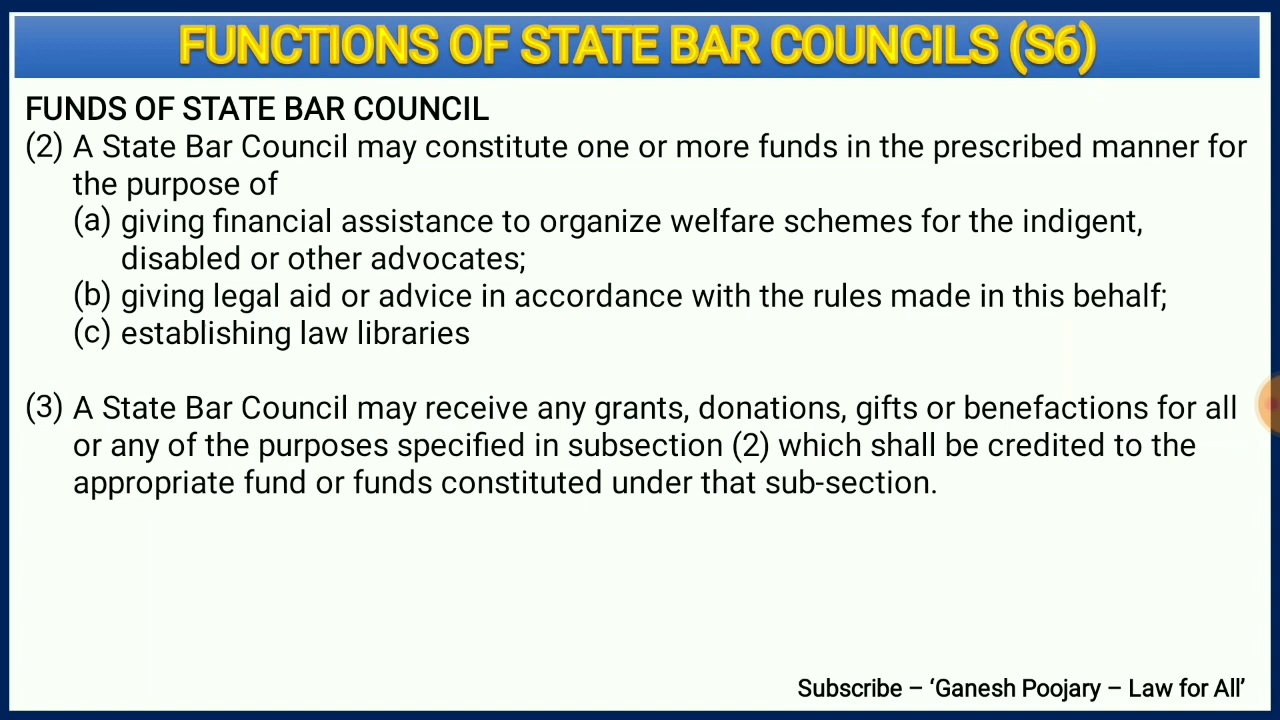 FUNCTIONS OF STATE BAR COUNCILS (S6)
FUNDS OF STATE BAR COUNCIL
(2) A State Bar Council may constitute one or more funds in the prescribed manner for
the purpose of
(a) giving financial assistance to organize welfare schemes for the indigent,
disabled or other advocates;
(b) giving legal aid or advice in accordance with the rules made in this behalf;
(c) establishing law libraries
(3) A State Bar Council may receive any grants, donations, gifts or benefactions for all
or any of the purposes specified in subsection (2) which shall be credited to the
appropriate fund or funds constituted under that sub-section.
Subscribe – ‘Ganesh Poojary – Law for All’